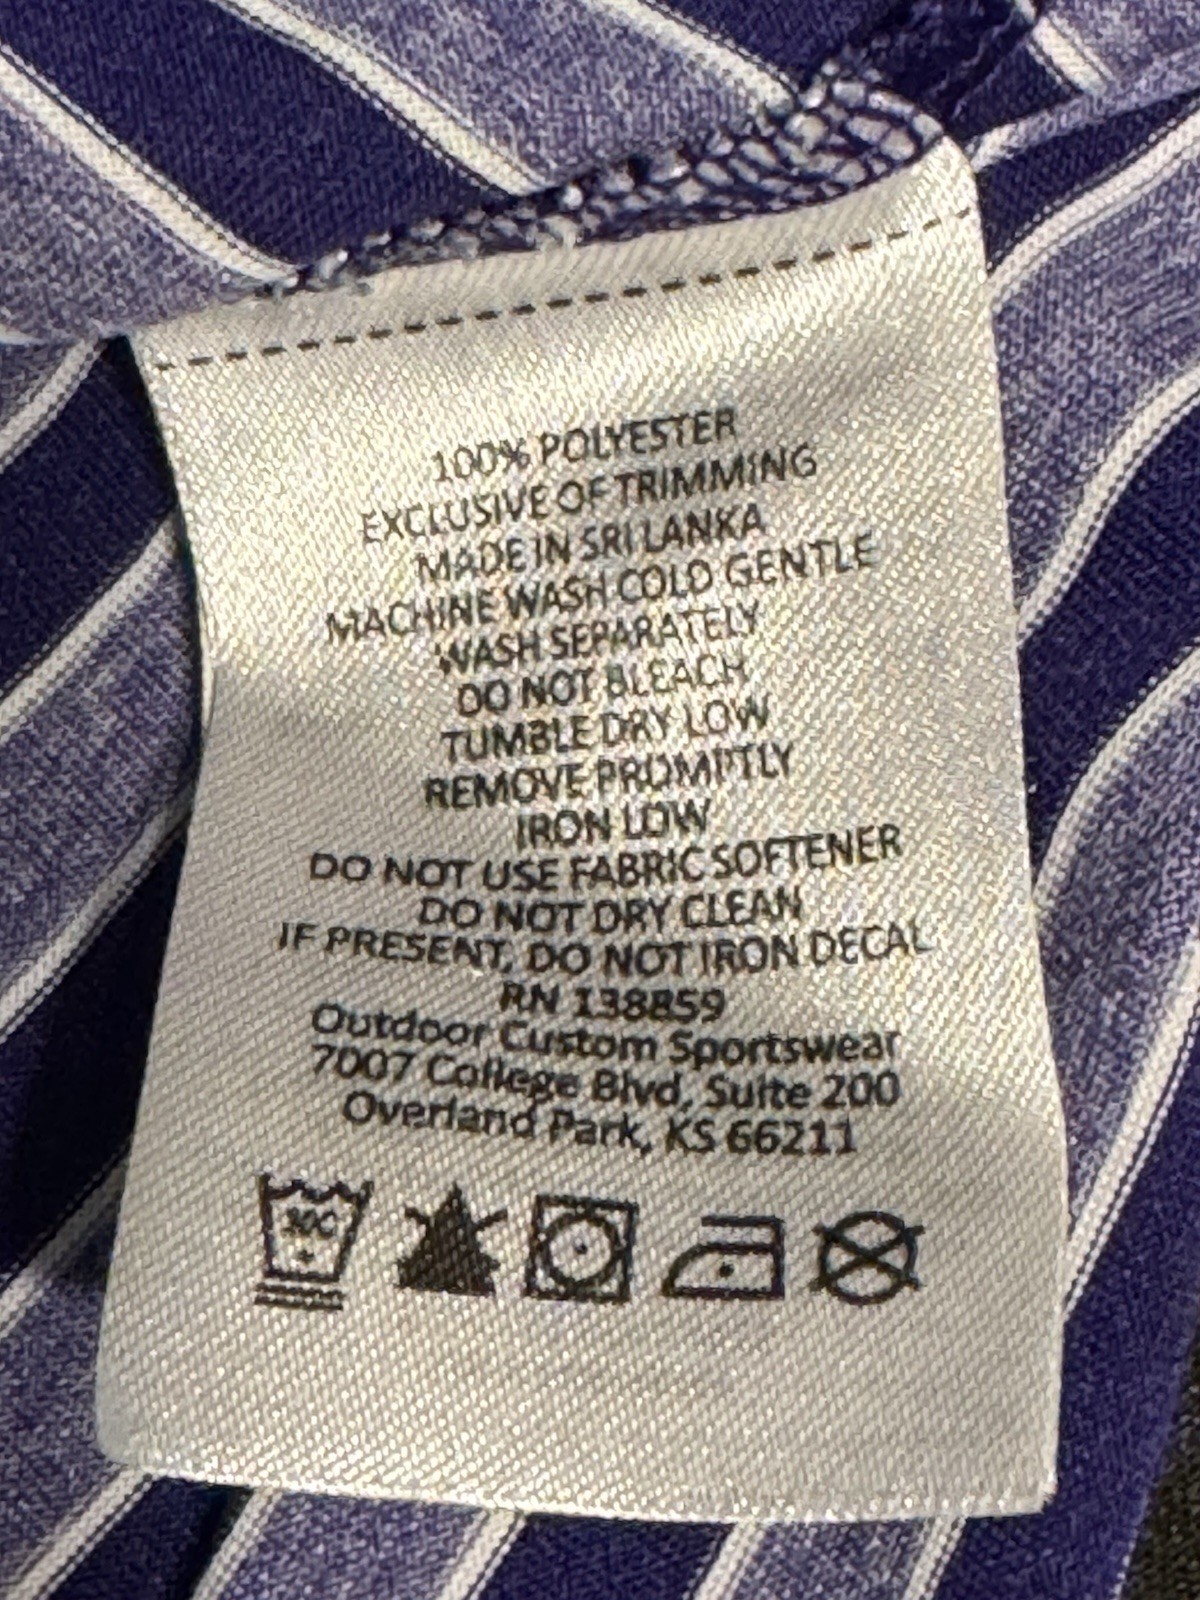 100% POLYESTER
EXCLUSIVE OF TRIMMING
MADE IN SRI LANKA
MACHINE WASH COLD GENTLE
WASH SEPARATELY
DO NOT BLEACH
TUMBLE DRY LOW
REMOVE PROMPTLY
IRON LOW
DO NOT USE FABRIC SOFTENER
DO NOT DRY CLEAN
IF PRESENT, DO NOT IRON DECAL
RN 138859
Outdoor Custom Sportswear
7007 College Blvd, Suite 200
Overland Park, KS 66211
30C